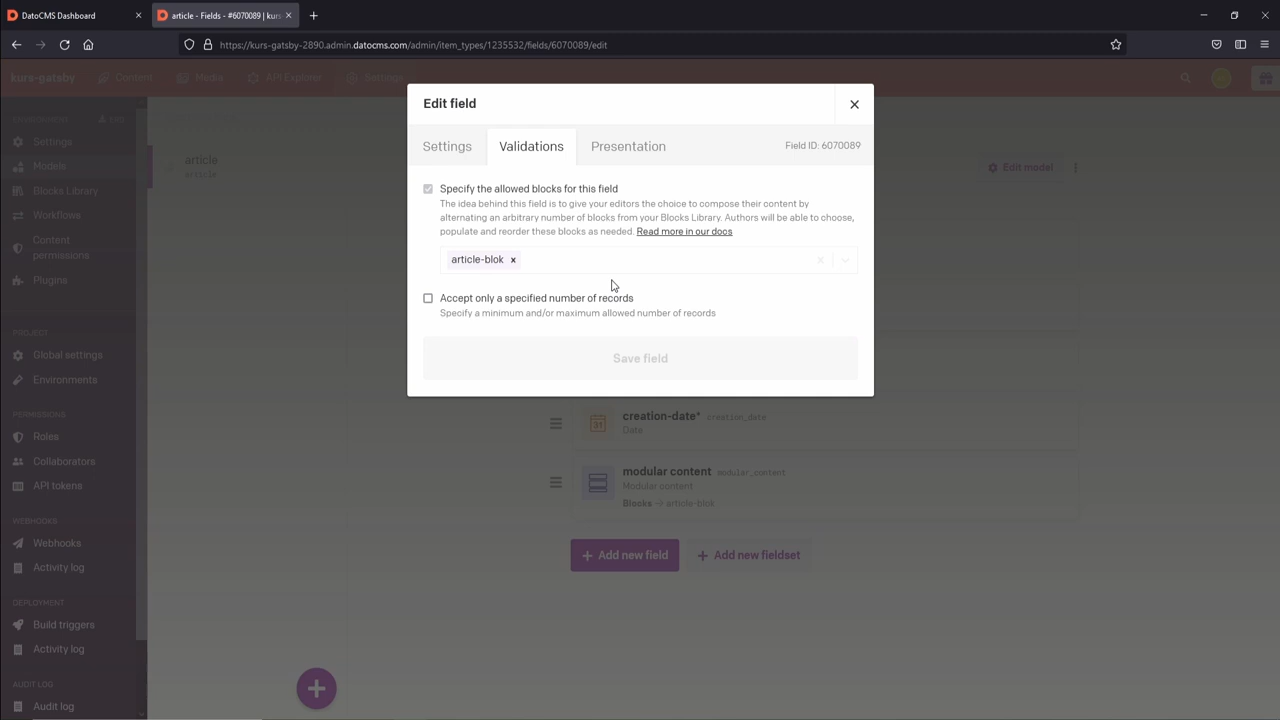 DatoCMS Dashboard
article - Fields - #6070089 | kurs-
https://kurs-gatsby-2890.admin.datocms.com/admin/item_types/1235532/fields/6070089/edit
kurs-gatsby
Content
Media
API Explorer
Settings
Edit field
Settings
Validations
Presentation
Field ID: 6070089
Specify the allowed blocks for this field
The idea behind this field is to give your editors the choice to compose their content by
alternating an arbitrary number of blocks from your Blocks Library. Authors will be able to choose,
populate and reorder these blocks as needed. Read more in our docs
article-blok
Accept only a specified number of records
Specify a minimum and/or maximum allowed number of records
Save field
ENVIRONMENT
Settings
Models
Blocks Library
Workflows
Content
permissions
Plugins
PROJECT
Global settings
Environments
PERMISSIONS
Roles
Collaborators
API tokens
WEBHOOKS
Webhooks
Activity log
DEPLOYMENT
Build triggers
Activity log
AUDIT LOG
Audit log
article
article
Edit model
creation-date* creation_date
Date
modular content modular_content
Modular content
Blocks -> article-blok
+ Add new field
+ Add new fieldset